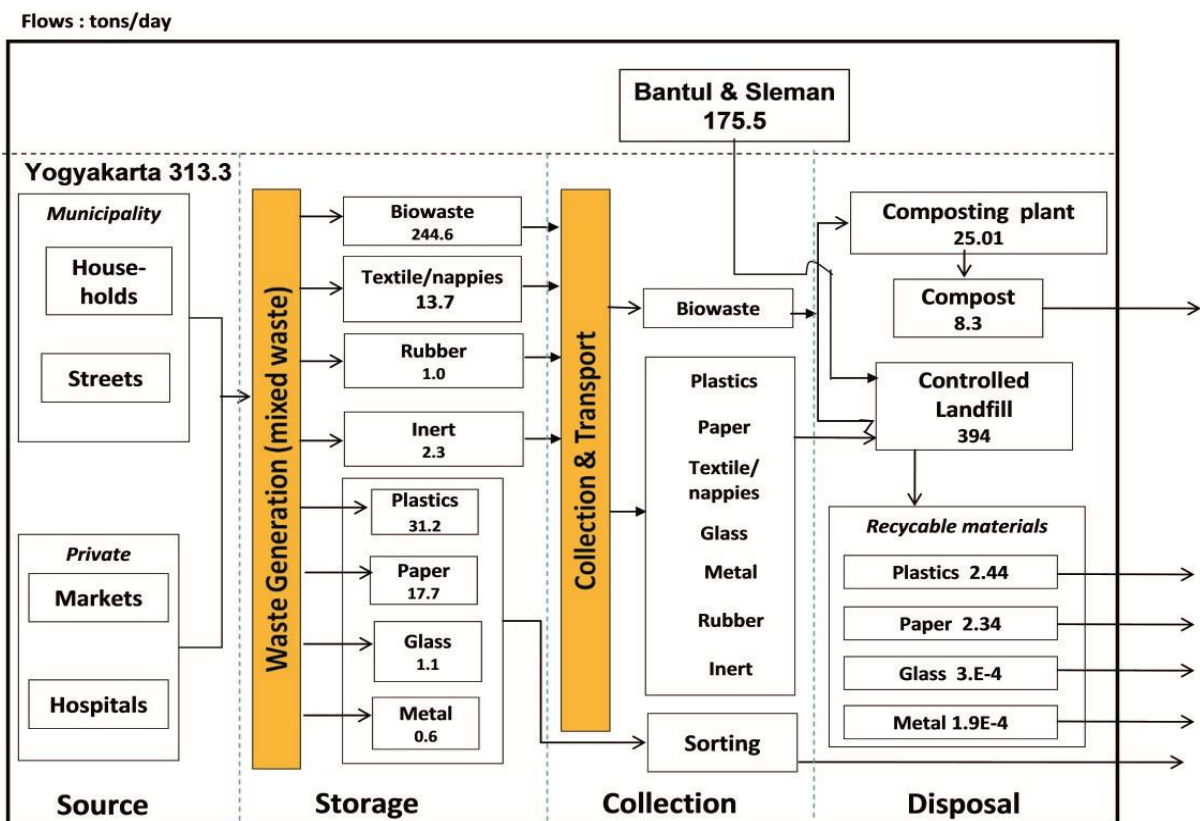 Flows : tons/day
Bantul & Sleman
175.5
Yogyakarta 313.3
Municipality
House-
holds
Streets
Private
Markets
Hospitals
Source
Waste Generation (mixed waste)
Biowaste
244.6
Textile/nappies
13.7
Rubber
1.0
Inert
2.3
Plastics
31.2
Paper
17.7
Glass
1.1
Metal
0.6
Storage
Collection & Transport
Biowaste
Plastics
Paper
Textile/
nappies
Glass
Metal
Rubber
Inert
Sorting
Collection
Composting plant
25.01
Compost
8.3
Controlled
Landfill
394
Recycable materials
Plastics 2.44
Paper 2.34
Glass 3.E-4
Metal 1.9E-4
Disposal